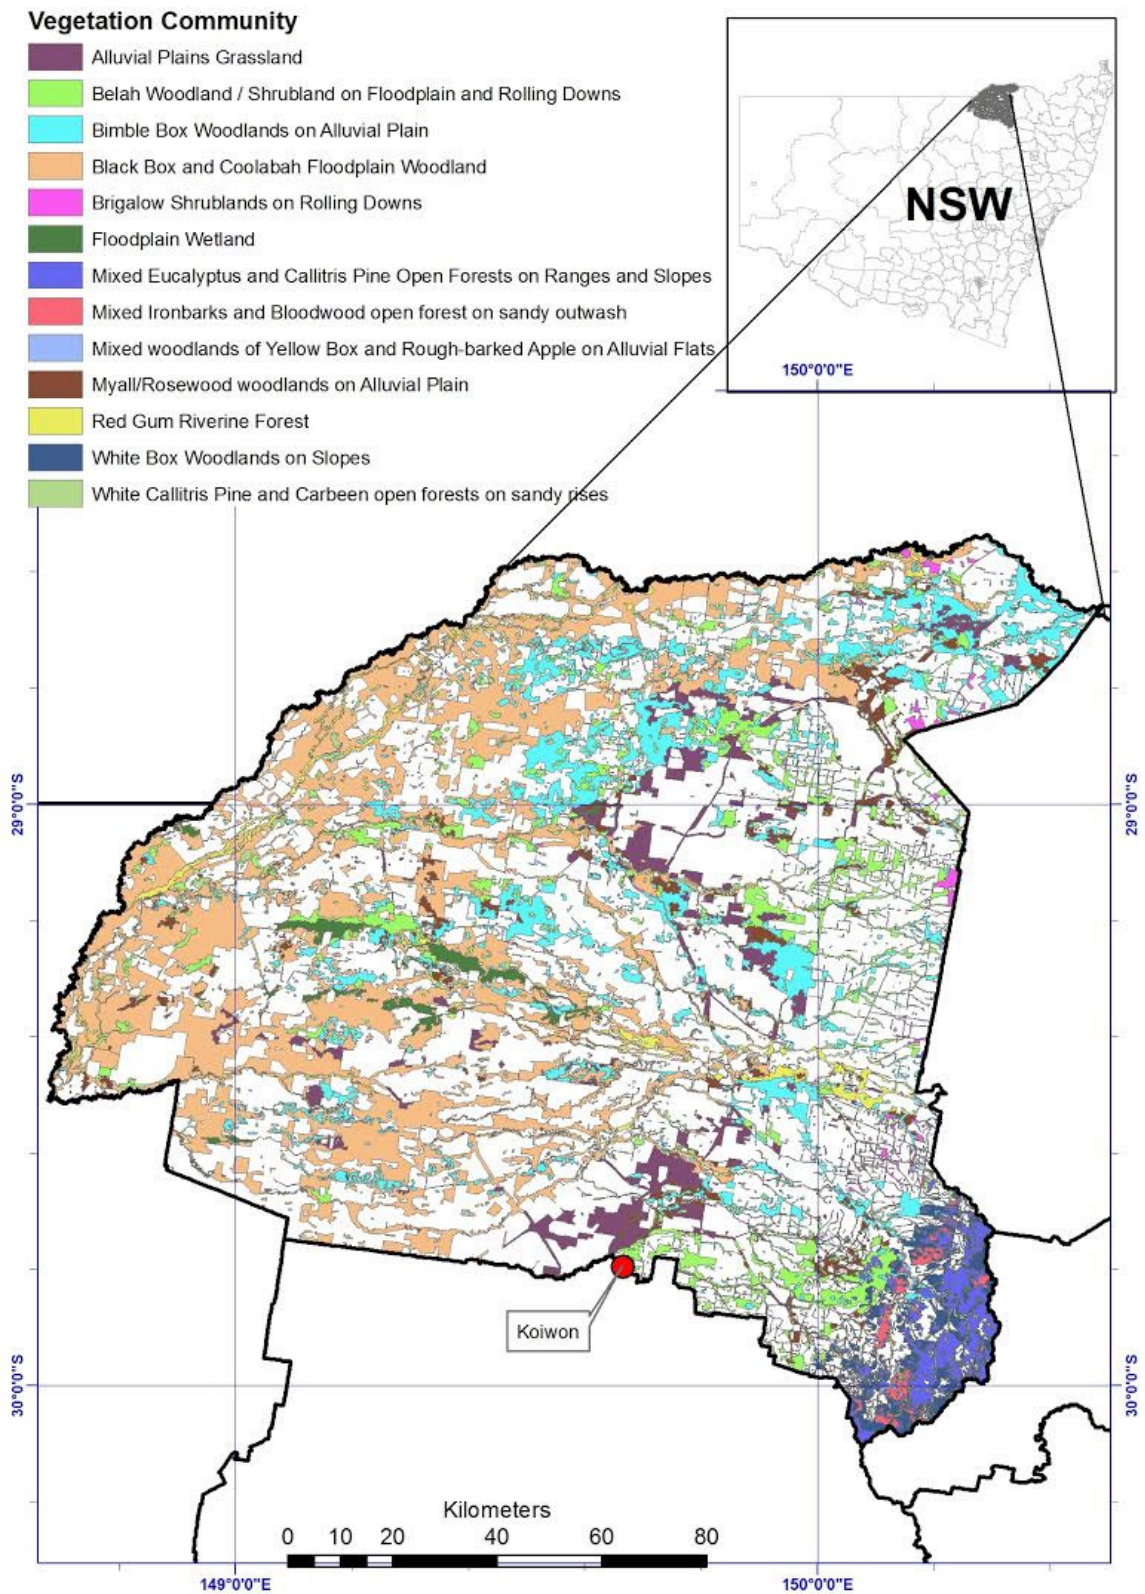 Vegetation Community
Alluvial Plains Grassland
Belah Woodland / Shrubland on Floodplain and Rolling Downs
Bimble Box Woodlands on Alluvial Plain
Black Box and Coolabah Floodplain Woodland
Brigalow Shrublands on Rolling Downs
Floodplain Wetland
Mixed Eucalyptus and Callitris Pine Open Forests on Ranges and Slopes
Mixed Ironbarks and Bloodwood open forest on sandy outwash
Mixed woodlands of Yellow Box and Rough-barked Apple on Alluvial Flats
Myall/Rosewood woodlands on Alluvial Plain
Red Gum Riverine Forest
White Box Woodlands on Slopes
White Callitris Pine and Carbeen open forests on sandy rises
NSW
150°0'0"E
29°0'0"S
29°0'0"S
Koiwon
30°0'0"S
30°0'0"S
Kilometers
0 10 20 40 60 80
149°0'0"E
150°0'0"E